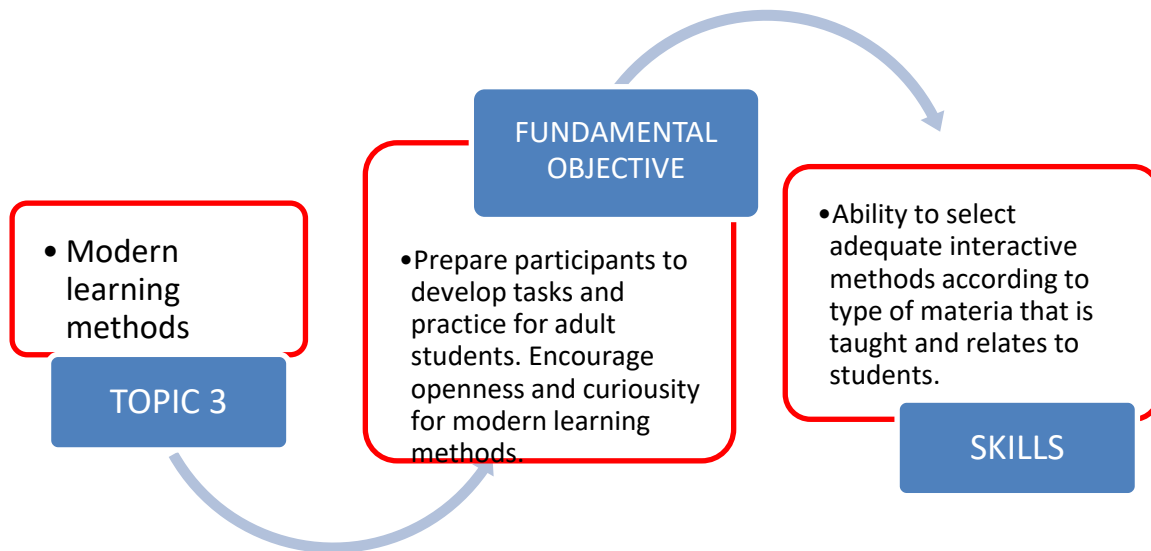 • Modern
learning
methods
TOPIC 3
FUNDAMENTAL
OBJECTIVE
•Prepare participants to
develop tasks and
practice for adult
students. Encourage
openness and curiousity
for modern learning
methods.
•Ability to select
adequate interactive
methods according to
type of materia that is
taught and relates to
students.
SKILLS